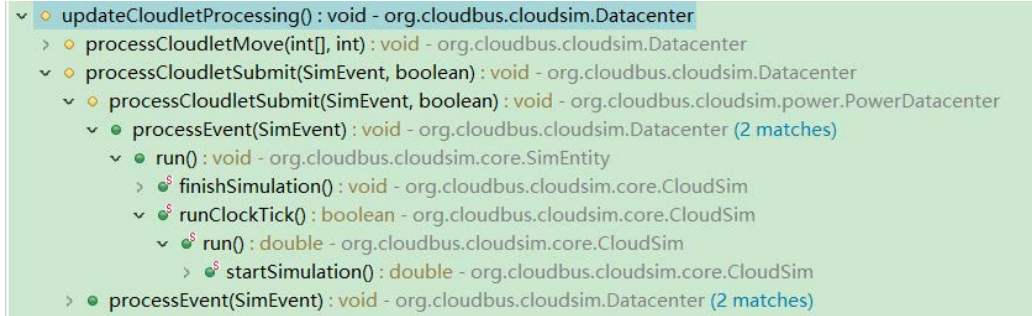 updateCloudletProcessing() : void - org.cloudbus.cloudsim.Datacenter
processCloudletMove(int[], int) : void - org.cloudbus.cloudsim.Datacenter
processCloudletSubmit(SimEvent, boolean) : void - org.cloudbus.cloudsim.Datacenter
processCloudletSubmit(SimEvent, boolean) : void - org.cloudbus.cloudsim.power.PowerDatacenter
processEvent(SimEvent) : void - org.cloudbus.cloudsim.Datacenter (2 matches)
run() : void - org.cloudbus.cloudsim.core.SimEntity
S finishSimulation() : void - org.cloudbus.cloudsim.core.CloudSim
S runClockTick() : boolean - org.cloudbus.cloudsim.core.CloudSim
S run() : double - org.cloudbus.cloudsim.core.CloudSim
S startSimulation() : double - org.cloudbus.cloudsim.core.CloudSim
processEvent(SimEvent) : void - org.cloudbus.cloudsim.Datacenter (2 matches)